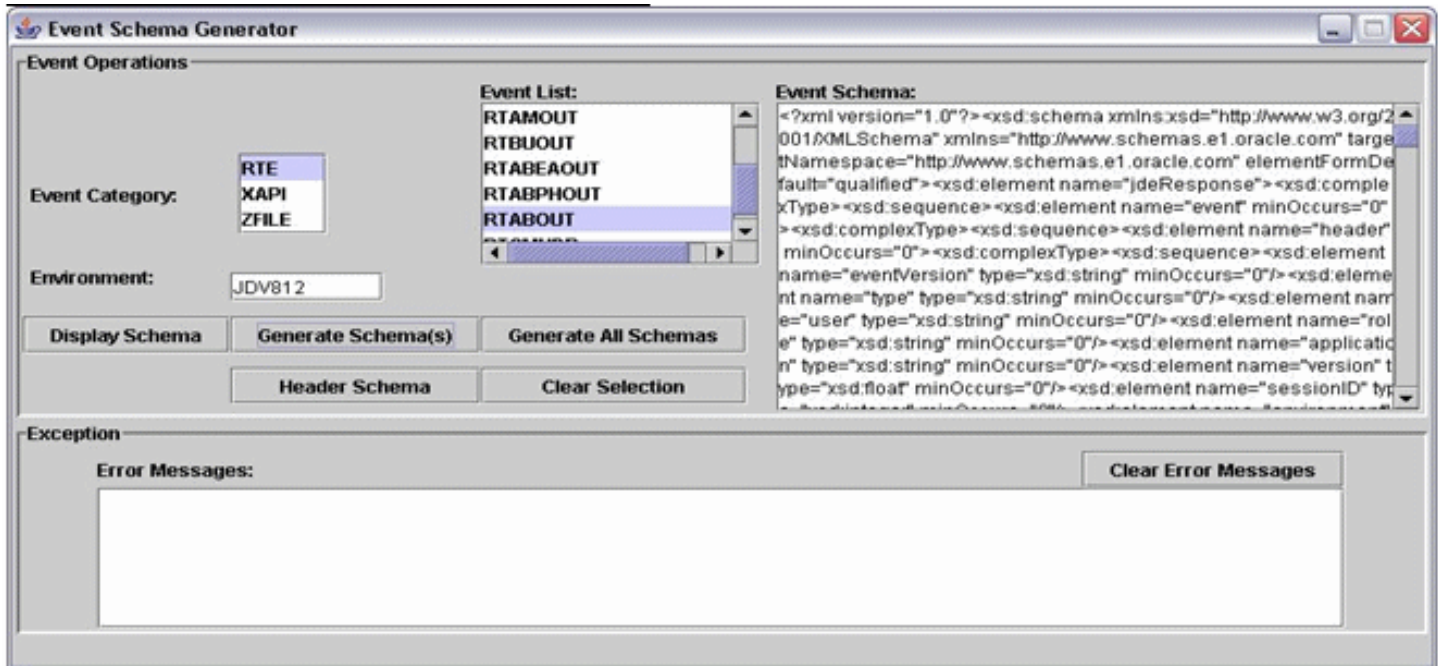 Event Schema Generator
Event Operations
Event Category:
RTE
XAPI
ZFILE
Environment:
JDV812
Event List:
RTAMOUT
RTBUOUT
RTABEAOUT
RTABPHOUT
RTABOUT
Event Schema:
<?xml version="1.0"?><xsd:schema xmlns:xsd="http://www.w3.org/2
001/XMLSchema" xmlns="http://www.schemas.e1.oracle.com" targe
tNamespace="http://www.schemas.e1.oracle.com" elementFormDe
fault="qualified"><xsd:element name="jdeResponse"><xsd:comple
xType><xsd:sequence><xsd:element name="event" minOccurs="0"
><xsd:complexType><xsd:sequence><xsd:element name="header"
minOccurs="0"><xsd:complexType><xsd:sequence><xsd:element
name="eventVersion" type="xsd:string" minOccurs="0"/><xsd:eleme
nt name="type" type="xsd:string" minOccurs="0"/><xsd:element nam
e="user" type="xsd:string" minOccurs="0"/><xsd:element name="rol
e" type="xsd:string" minOccurs="0"/><xsd:element name="applicatio
n" type="xsd:string" minOccurs="0"/><xsd:element name="version" t
ype="xsd:float" minOccurs="0"/><xsd:element name="sessionID" typ
Display Schema
Generate Schema(s)
Generate All Schemas
Header Schema
Clear Selection
Exception
Error Messages:
Clear Error Messages